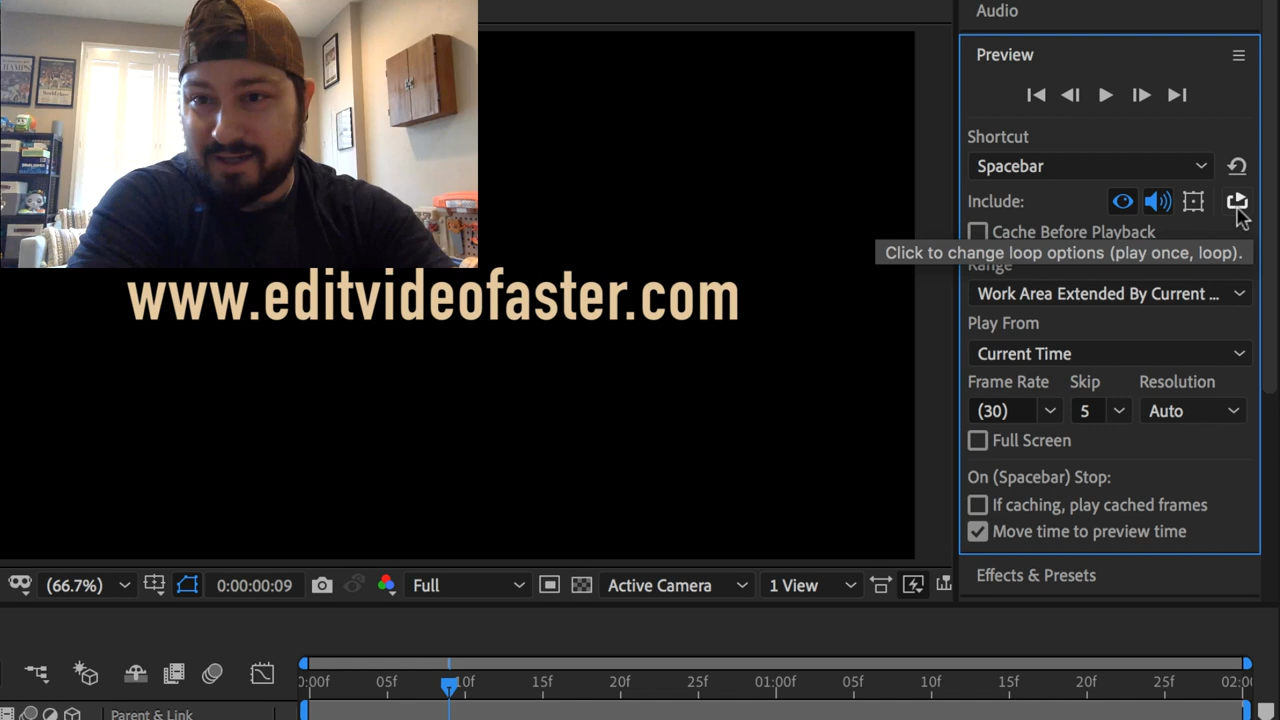 CHAMPS
Audio
Preview
Shortcut
Spacebar
Include:
Cache Before Playback
Click to change loop options (play once, loop).
Range
Work Area Extended By Current ...
Play From
Current Time
Frame Rate Skip Resolution
(30) 5 Auto
Full Screen
On (Spacebar) Stop:
If caching, play cached frames
Move time to preview time
Effects & Presets
www.editvideofaster.com
(66.7%) 0:00:00:09 Full Active Camera 1 View
0:00f 05f 10f 15f 20f 25f 01:00f 05f 10f 15f 20f 25f 02:00
Parent & Link